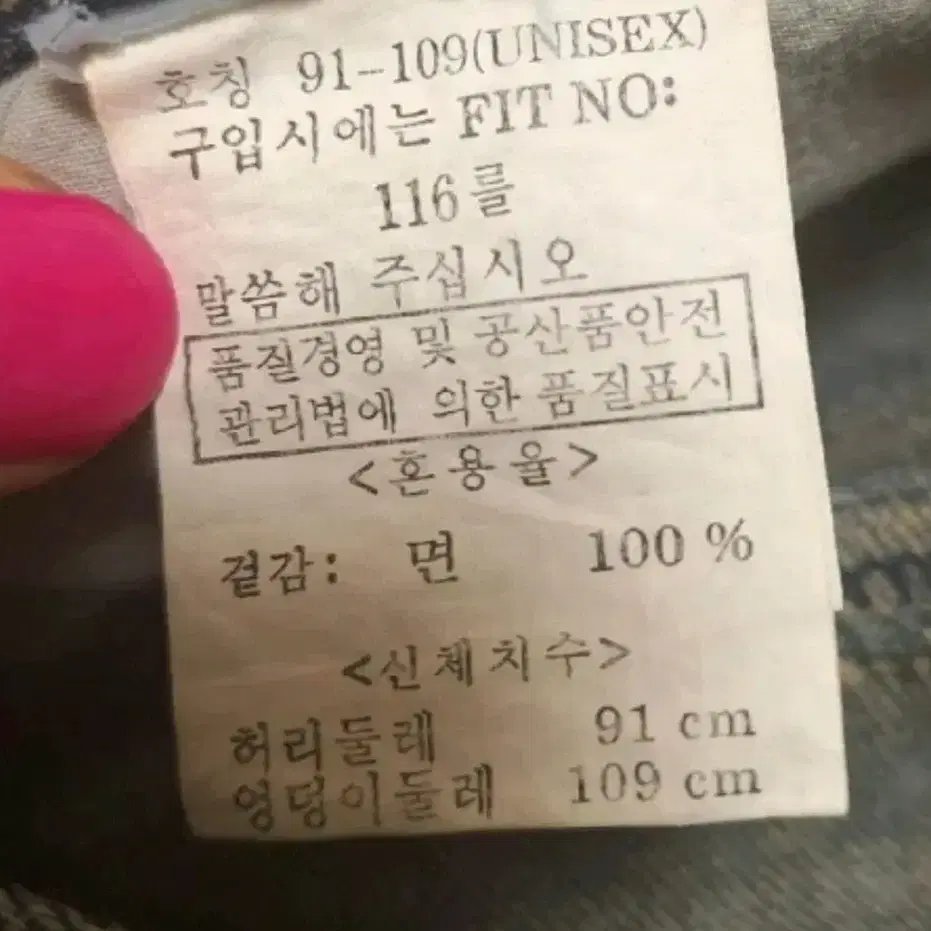 호칭 91-109(UNISEX)
구입시에는 FIT NO:
116를
말씀해 주십시오
품질경영 및 공산품안전
관리법에 의한 품질표시
<혼용율>
겉감: 면 100 %
<신체치수>
허리둘레 91 cm
엉덩이둘레 109 cm